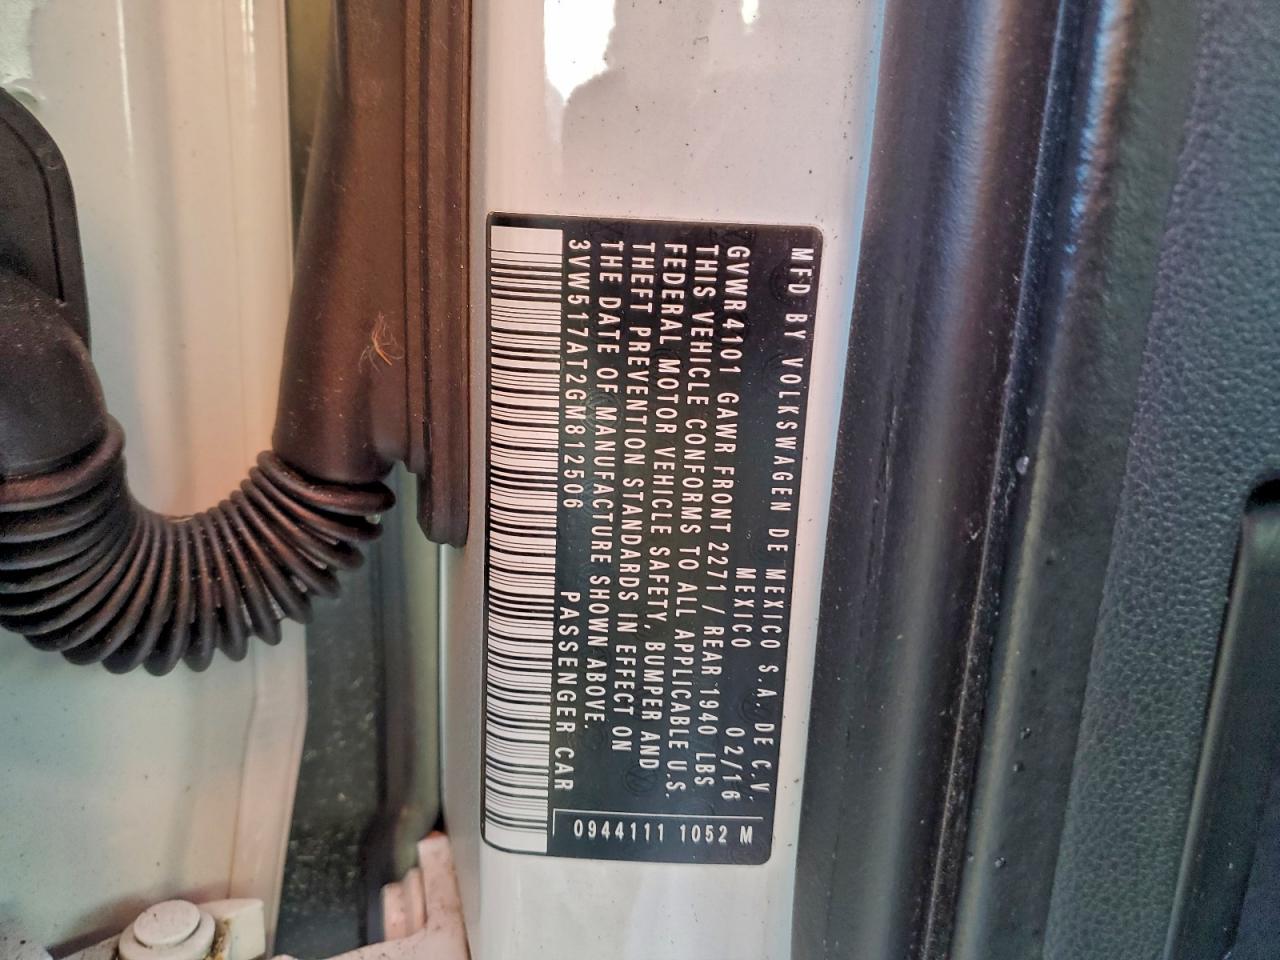 MFD BY VOLKSWAGEN DE MEXICO S.A. DE C.V.
MEXICO 02/16
GVWR4101 GAWR FRONT 2271 / REAR 1940 LBS
THIS VEHICLE CONFORMS TO ALL APPLICABLE U.S.
FEDERAL MOTOR VEHICLE SAFETY, BUMPER AND
THEFT PREVENTION STANDARDS IN EFFECT ON
THE DATE OF MANUFACTURE SHOWN ABOVE.
3VW517AT2GM812506 PASSENGER CAR
0944111 1052 M